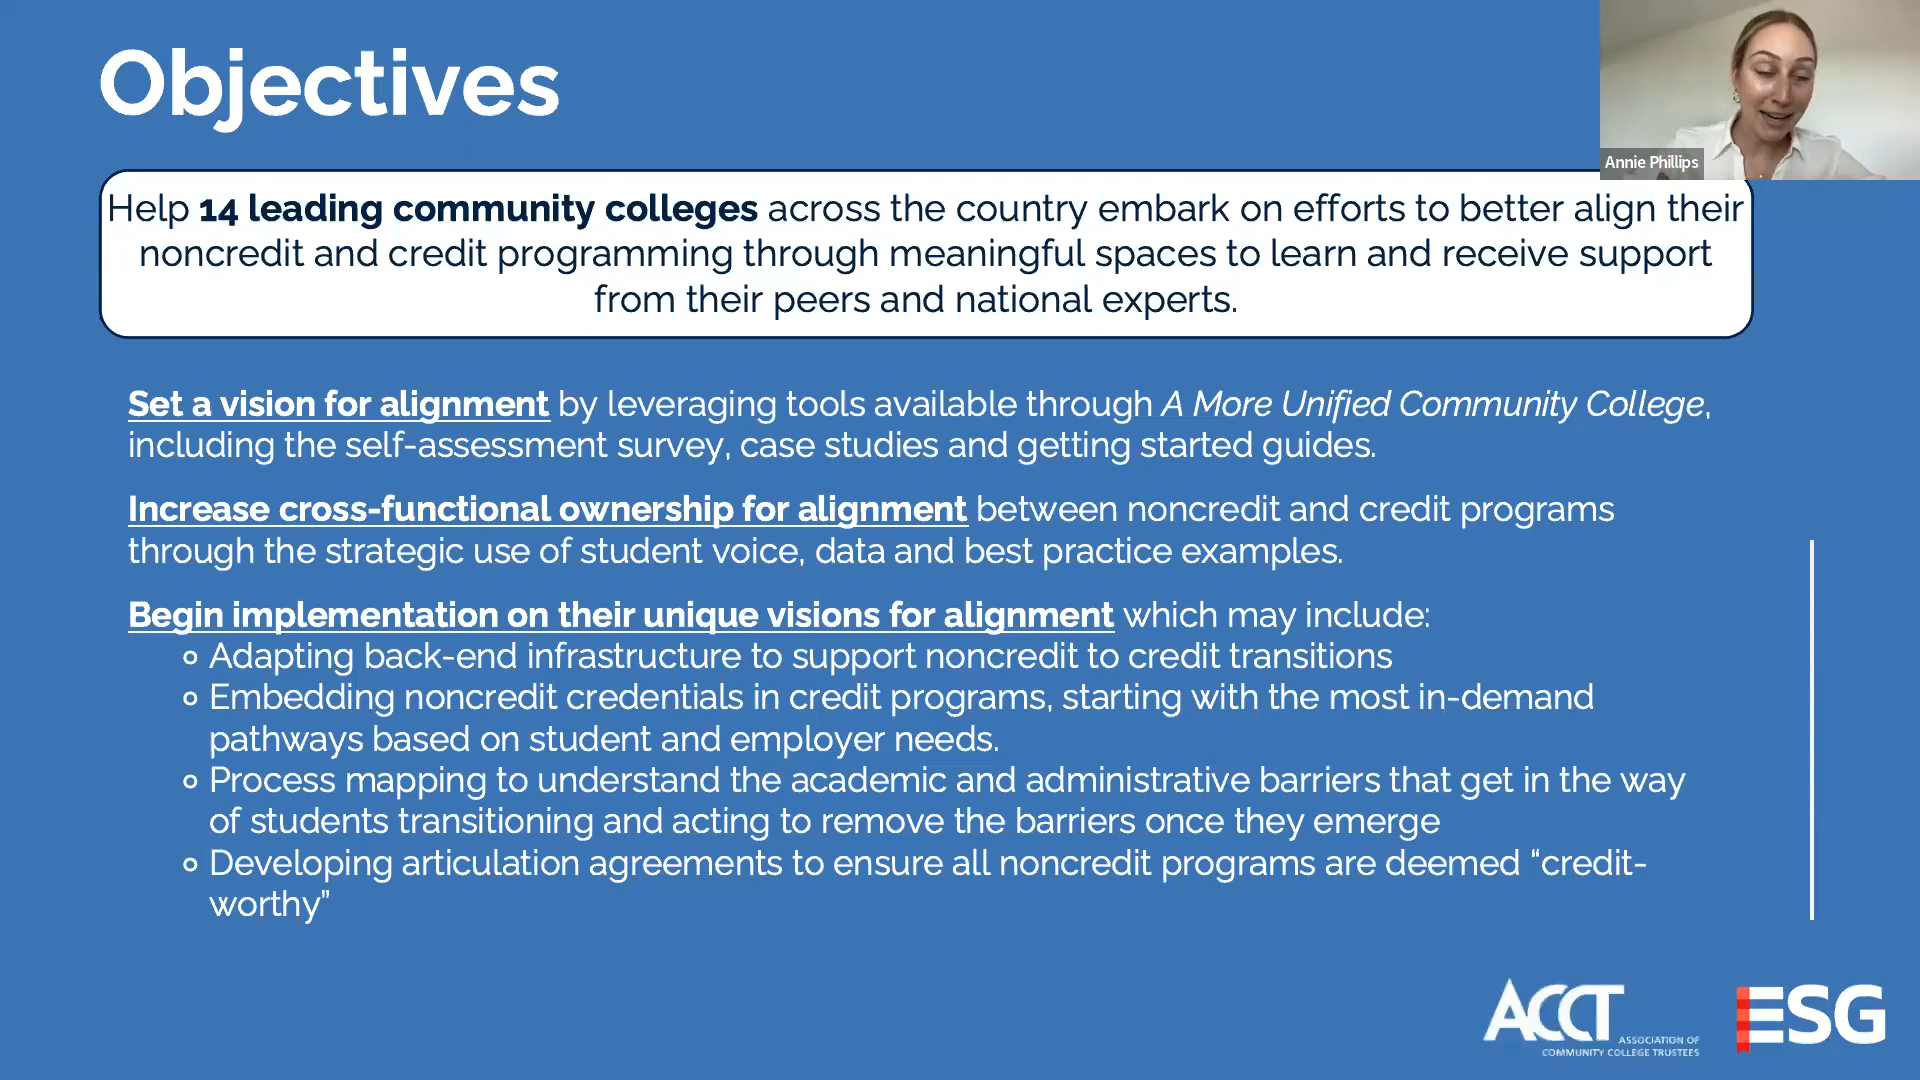 Objectives
Annie Phillips
Help 14 leading community colleges across the country embark on efforts to better align their
noncredit and credit programming through meaningful spaces to learn and receive support
from their peers and national experts.
Set a vision for alignment by leveraging tools available through A More Unified Community College,
including the self-assessment survey, case studies and getting started guides.
Increase cross-functional ownership for alignment between noncredit and credit programs
through the strategic use of student voice, data and best practice examples.
Begin implementation on their unique visions for alignment which may include:
Adapting back-end infrastructure to support noncredit to credit transitions
Embedding noncredit credentials in credit programs, starting with the most in-demand
pathways based on student and employer needs.
Process mapping to understand the academic and administrative barriers that get in the way
of students transitioning and acting to remove the barriers once they emerge
Developing articulation agreements to ensure all noncredit programs are deemed “credit-
worthy”
ACCT
ASSOCIATION OF
COMMUNITY COLLEGE TRUSTEES
ESG